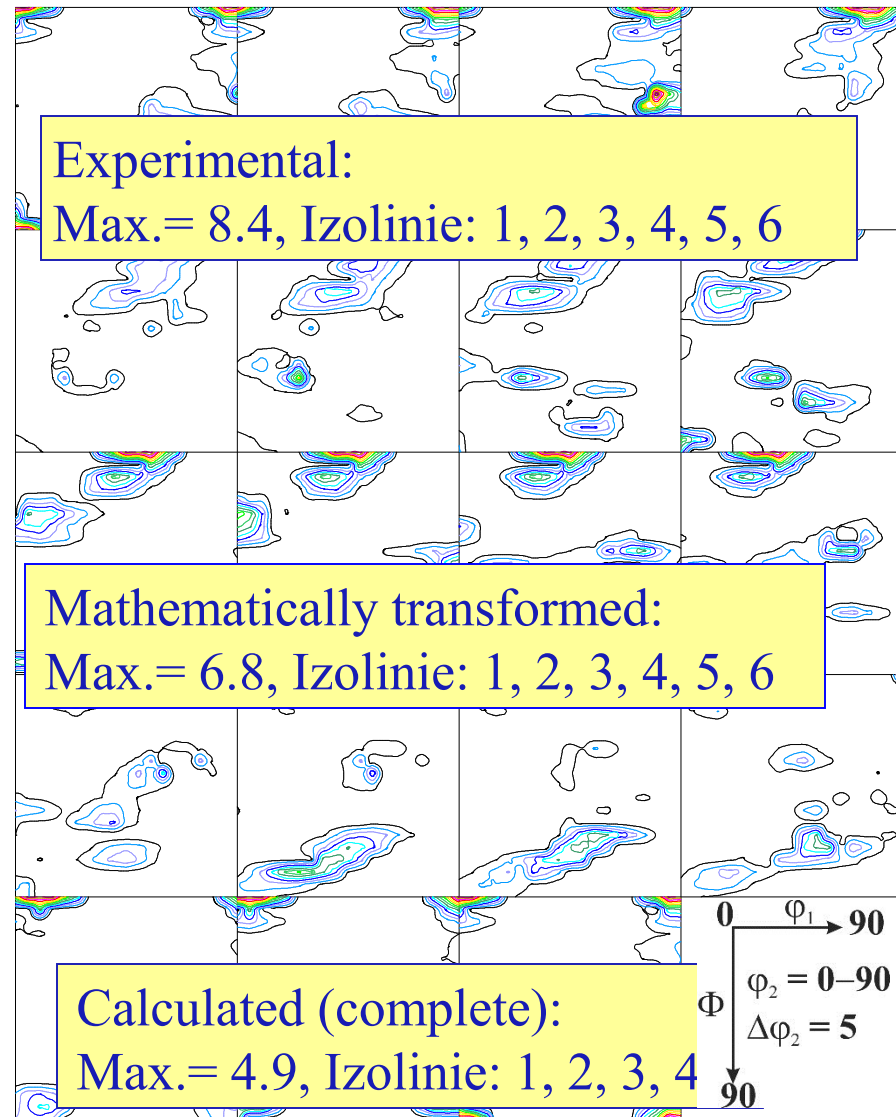 Experimental:
Max.= 8.4, Izolinie: 1, 2, 3, 4, 5, 6
Mathematically transformed:
Max.= 6.8, Izolinie: 1, 2, 3, 4, 5, 6
Calculated (complete):
Max.= 4.9, Izolinie: 1, 2, 3, 4
0 φ₁ 90
φ₂ = 0–90
Φ
Δφ₂ = 5
90